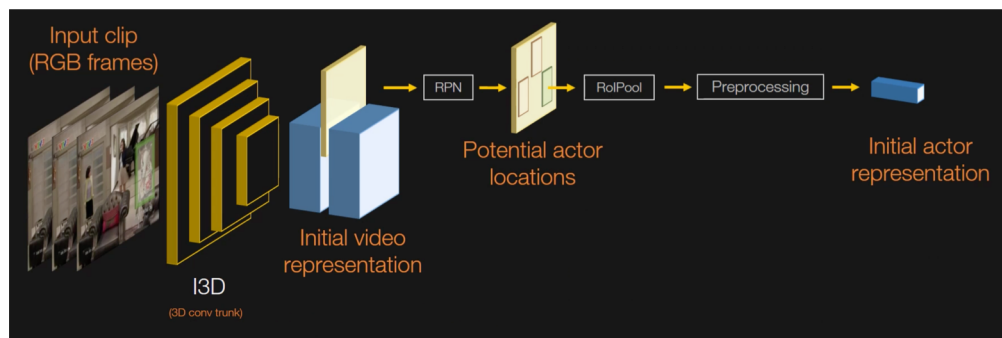 Input clip
(RGB frames)
RPN
RoIPool
Preprocessing
Potential actor
locations
Initial actor
representation
Initial video
representation
I3D
(3D conv trunk)